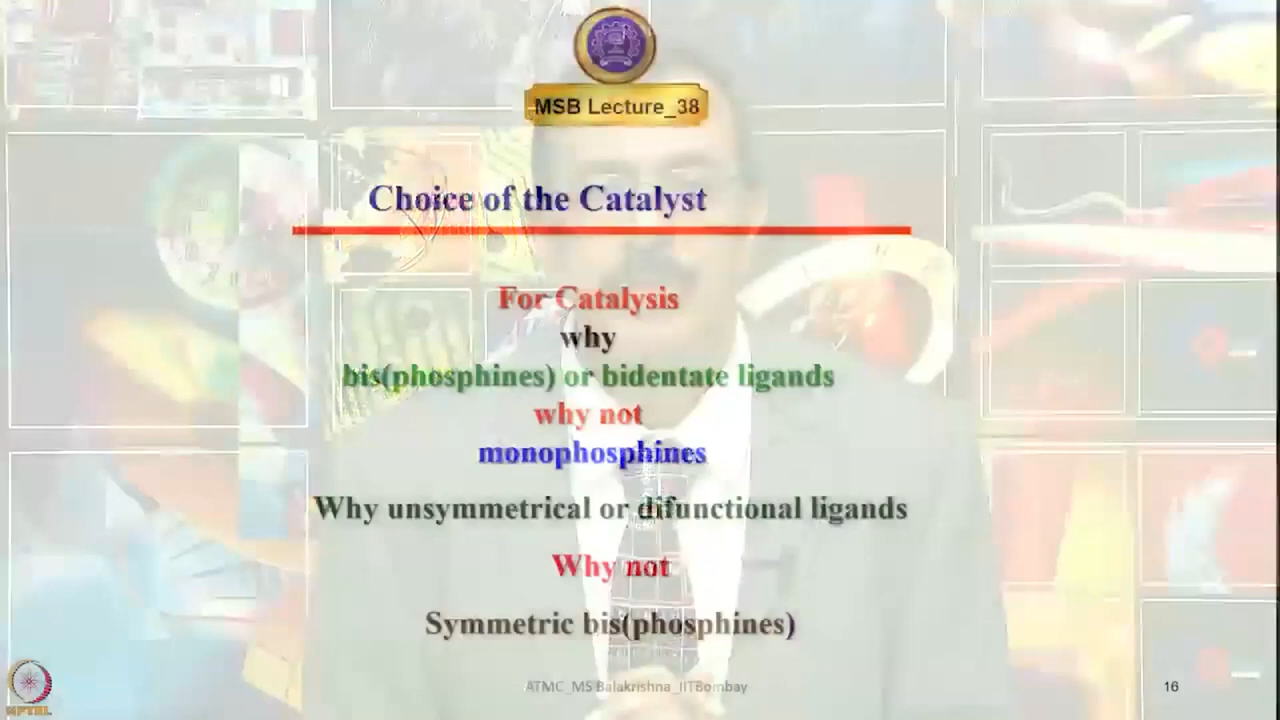 MSB Lecture_38
Choice of the Catalyst
For Catalysis
why
bis(phosphines) or bidentate ligands
why not
monophosphines
Why unsymmetrical or difunctional ligands
Why not
Symmetric bis(phosphines)
NPTEL
ATMC_MS Balakrishna_IITBombay
16